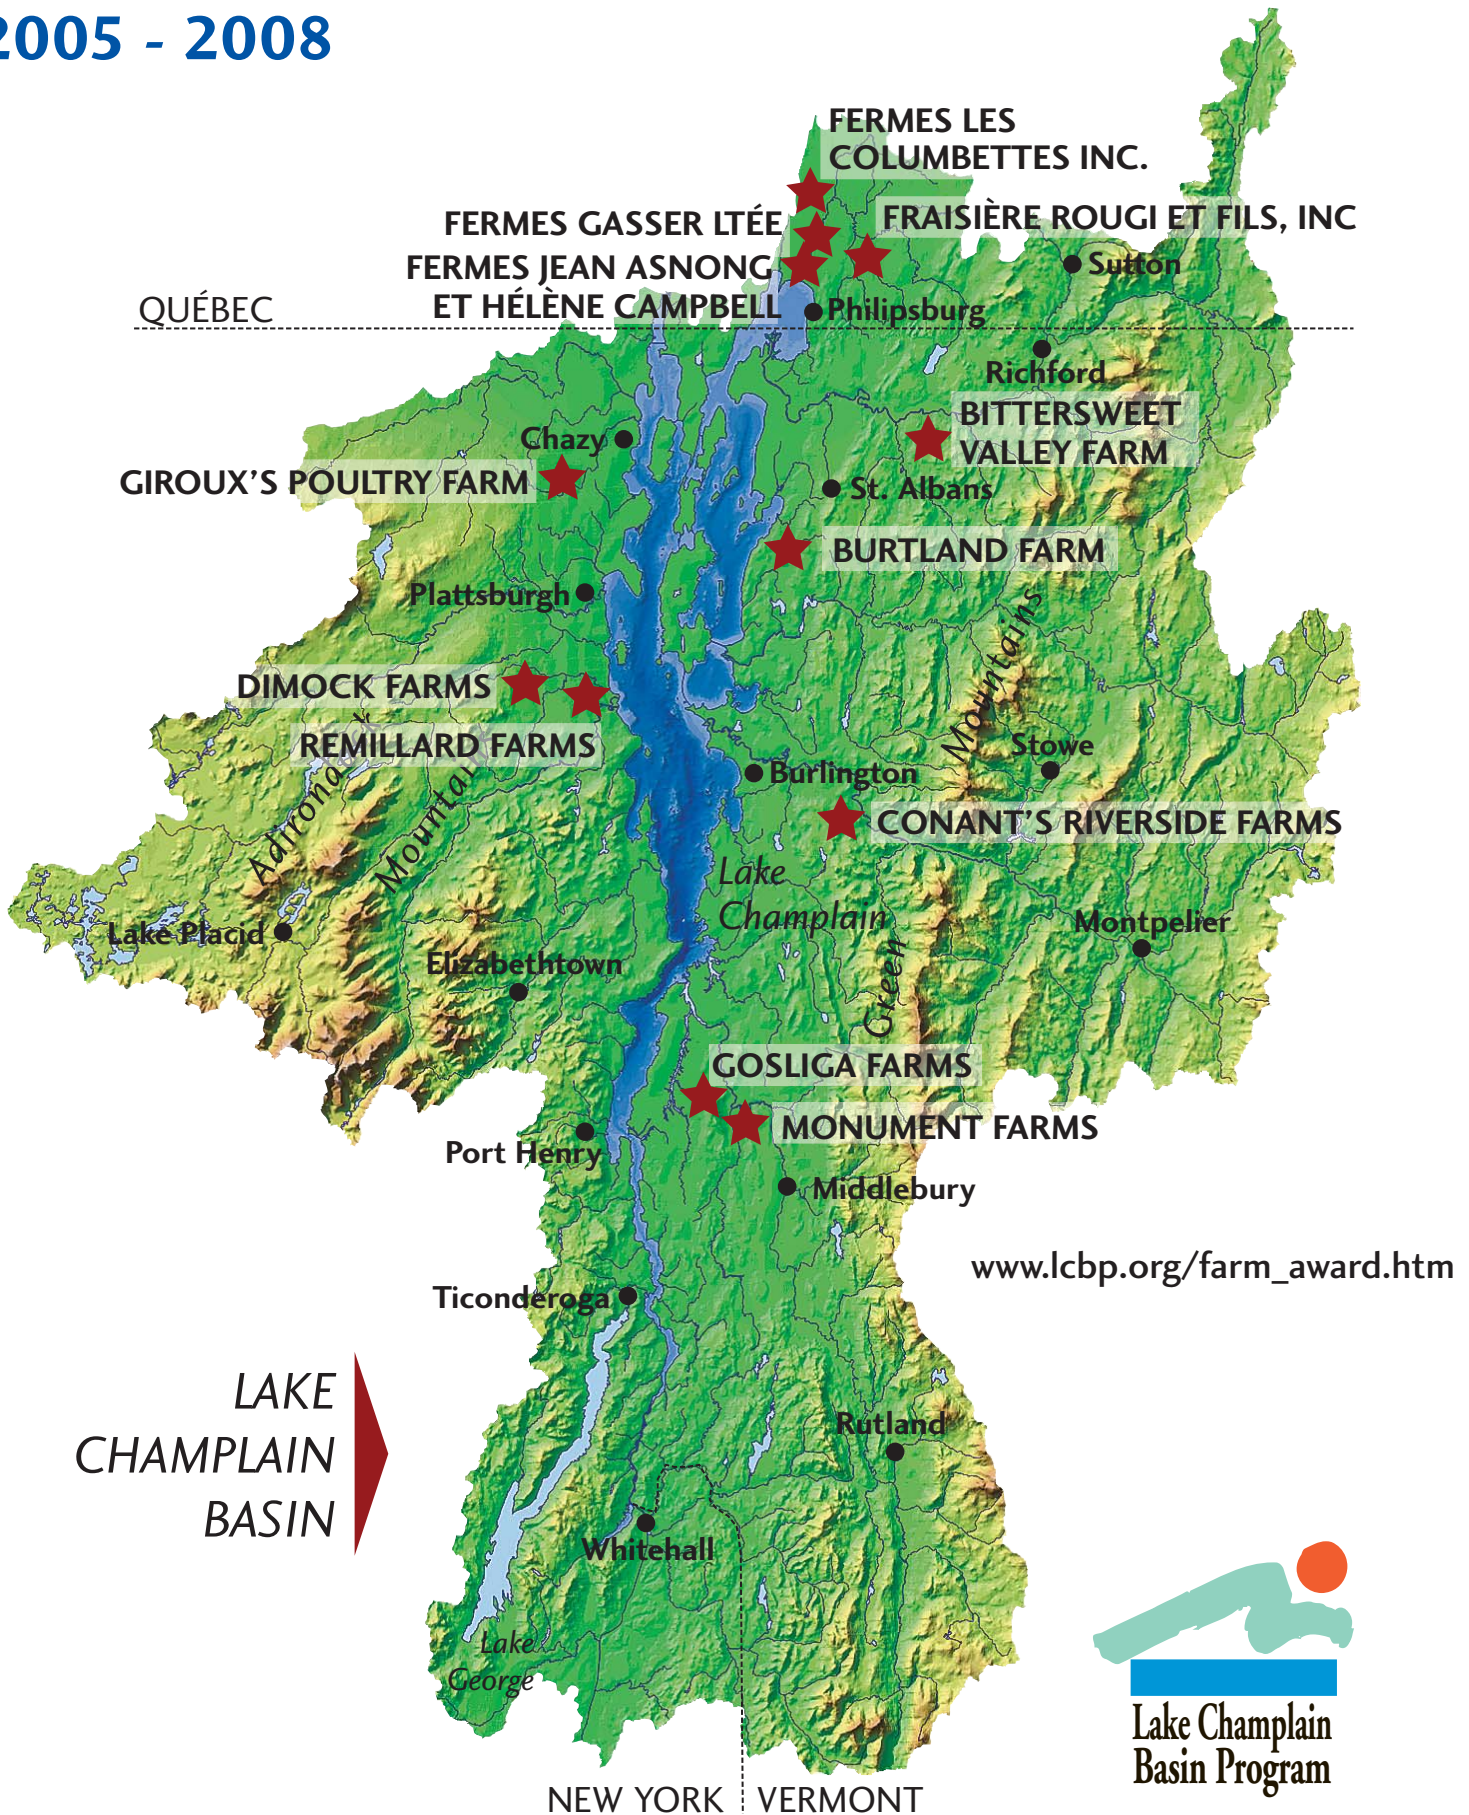 2005 - 2008
FERMES LES
COLUMBETTES INC.
FERMES GASSER LTÉE
FRAISIÈRE ROUGI ET FILS, INC
FERMES JEAN ASNONG
ET HÉLÈNE CAMPBELL
Sutton
QUÉBEC
Philipsburg
Richford
BITTERSWEET
VALLEY FARM
Chazy
GIROUX'S POULTRY FARM
St. Albans
BURTLAND FARM
Plattsburgh
DIMOCK FARMS
REMILLARD FARMS
Adirondack
Mountains
Green
Mountains
Stowe
Burlington
CONANT'S RIVERSIDE FARMS
Lake
Champlain
Lake Placid
Montpelier
Elizabethtown
GOSLIGA FARMS
MONUMENT FARMS
Port Henry
Middlebury
www.lcbp.org/farm_award.htm
Ticonderoga
LAKE
CHAMPLAIN
BASIN
Rutland
Whitehall
Lake
George
Lake Champlain
Basin Program
NEW YORK
VERMONT